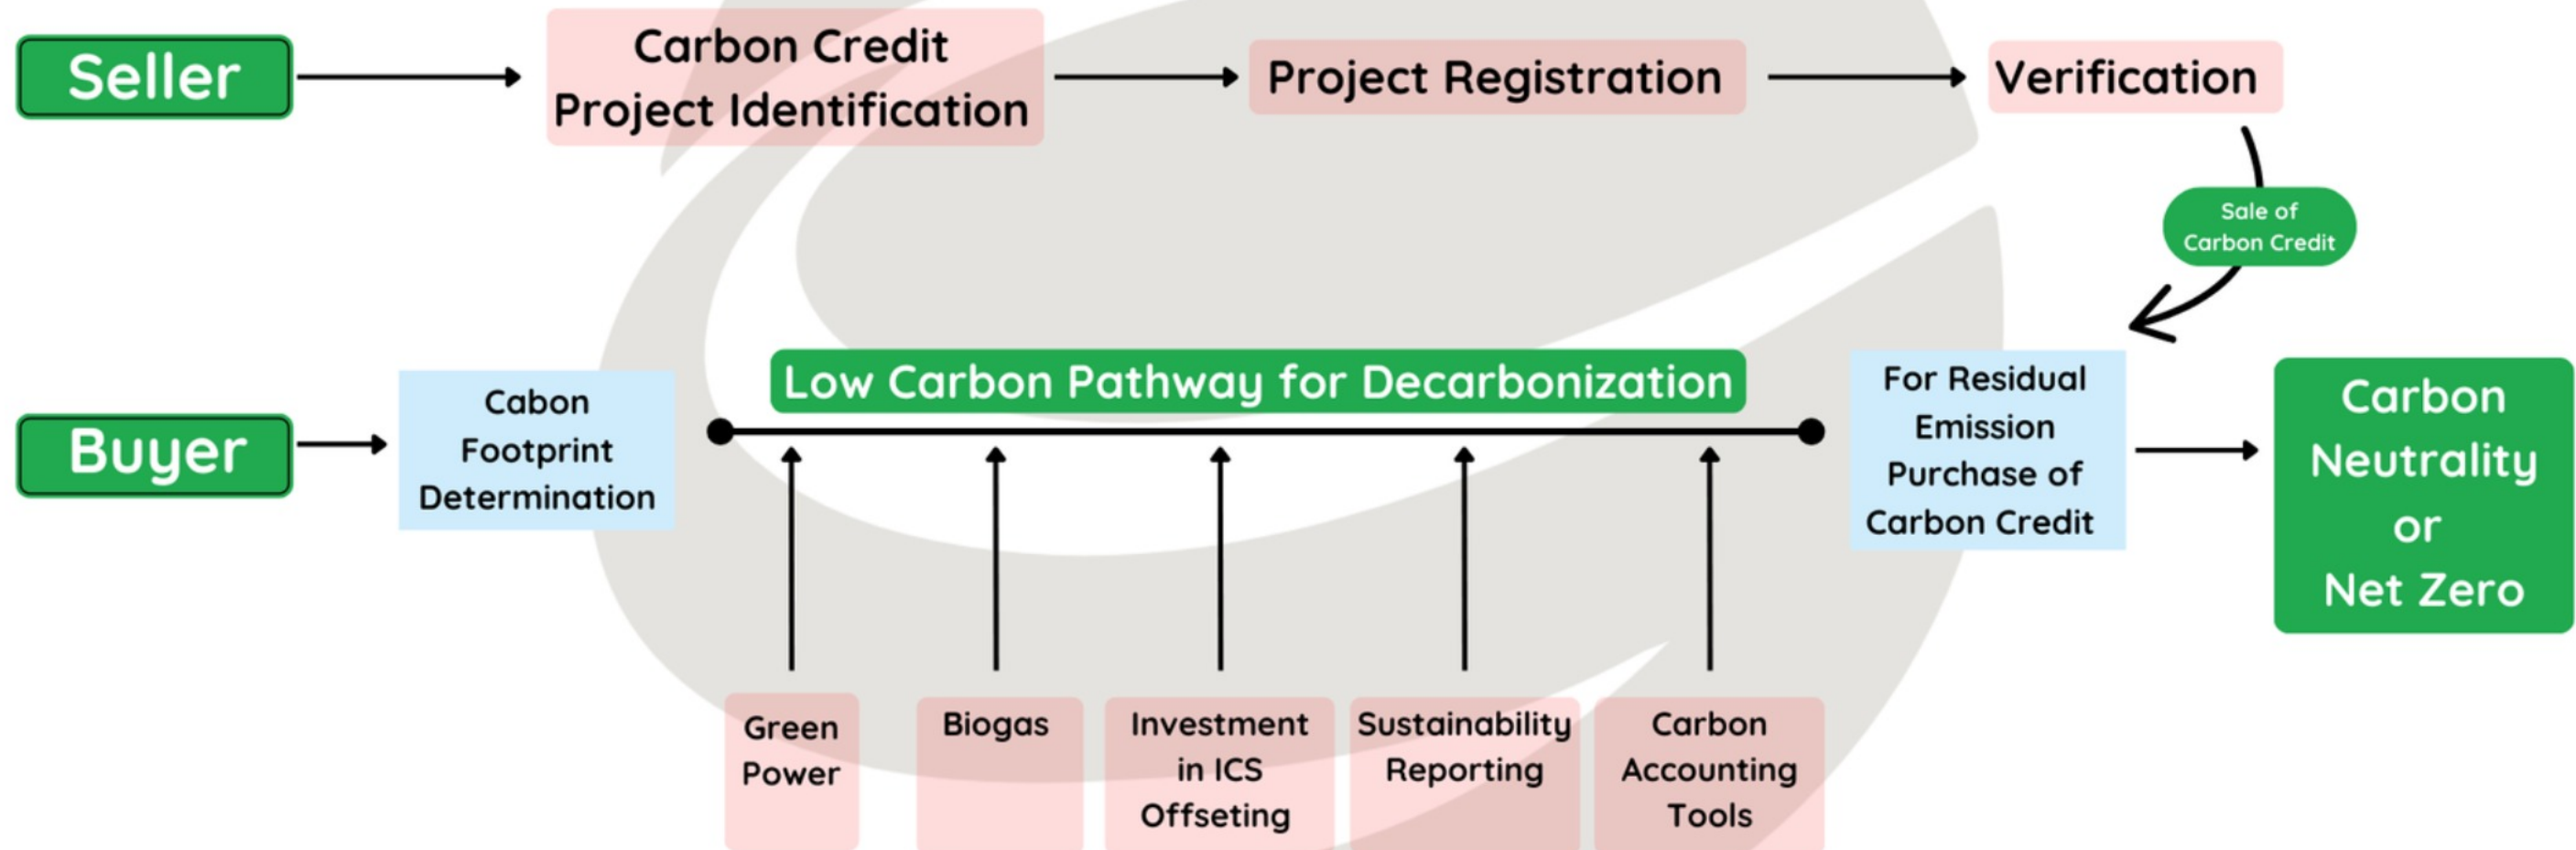 Seller
Carbon Credit
Project Identification
Project Registration
Verification
Sale of
Carbon Credit
Buyer
Cabon
Footprint
Determination
Low Carbon Pathway for Decarbonization
For Residual
Emission
Purchase of
Carbon Credit
Carbon
Neutrality
or
Net Zero
Green
Power
Biogas
Investment
in ICS
Offseting
Sustainability
Reporting
Carbon
Accounting
Tools